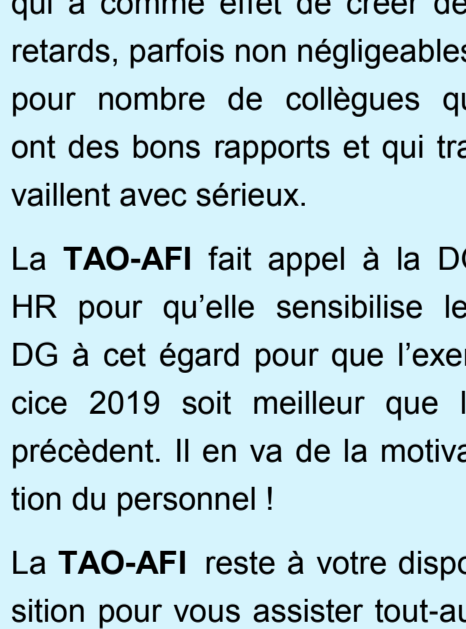 qui a comme effet de créer de
retards, parfois non négligeables
pour nombre de collègues qu
ont des bons rapports et qui tra
vaillent avec sérieux.
La TAO-AFI fait appel à la DG
HR pour qu’elle sensibilise le
DG à cet égard pour que l’exer
cice 2019 soit meilleur que l
précèdent. Il en va de la motiva
tion du personnel !
La TAO-AFI reste à votre dispo
sition pour vous assister tout-au